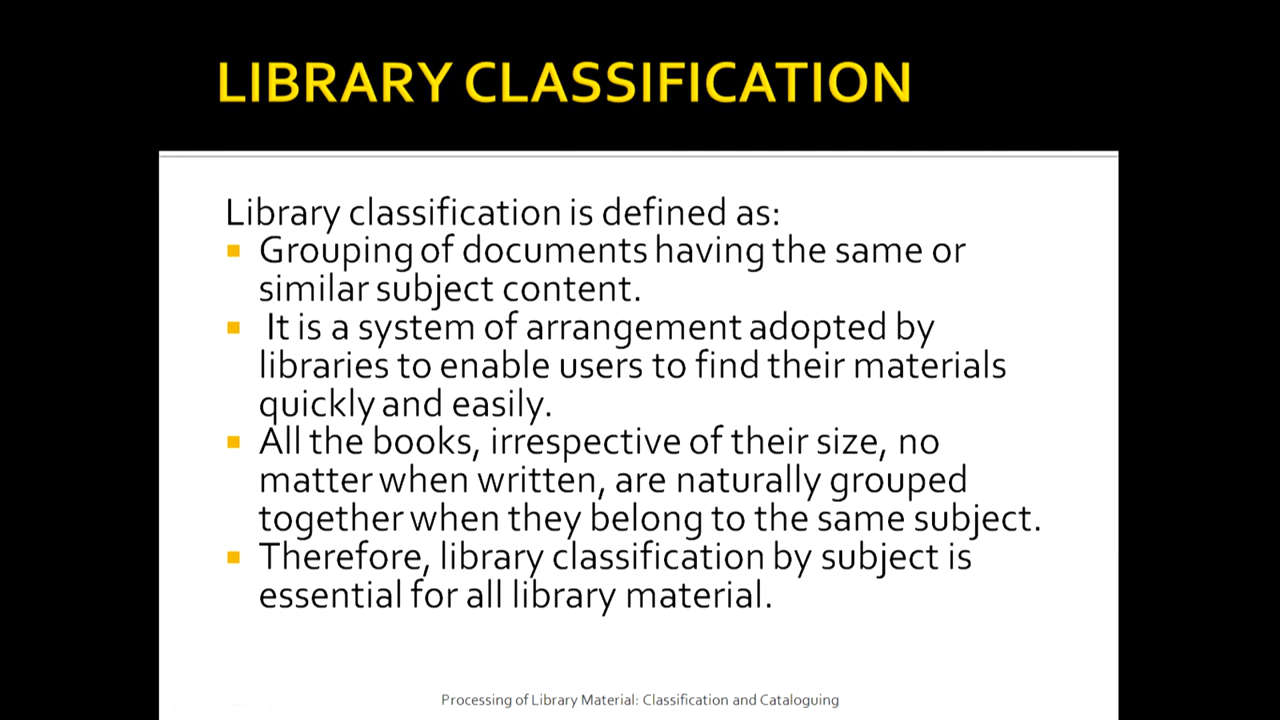 LIBRARY CLASSIFICATION
Library classification is defined as:
Grouping of documents having the same or
similar subject content.
It is a system of arrangement adopted by
libraries to enable users to find their materials
quickly and easily.
All the books, irrespective of their size, no
matter when written, are naturally grouped
together when they belong to the same subject.
Therefore, library classification by subject is
essential for all library material.
Processing of Library Material: Classification and Cataloguing